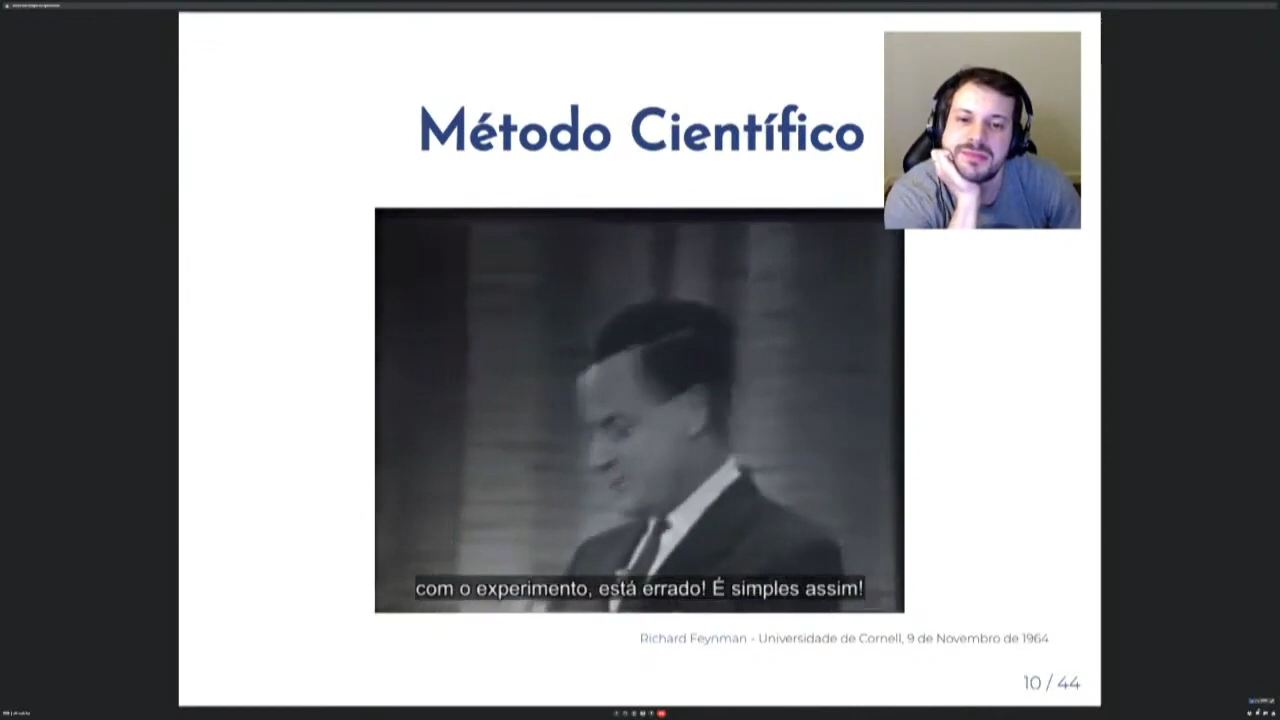 Método Científico
com o experimento, está errado! É simples assim!
Richard Feynman - Universidade de Cornell, 9 de Novembro de 1964
10 / 44